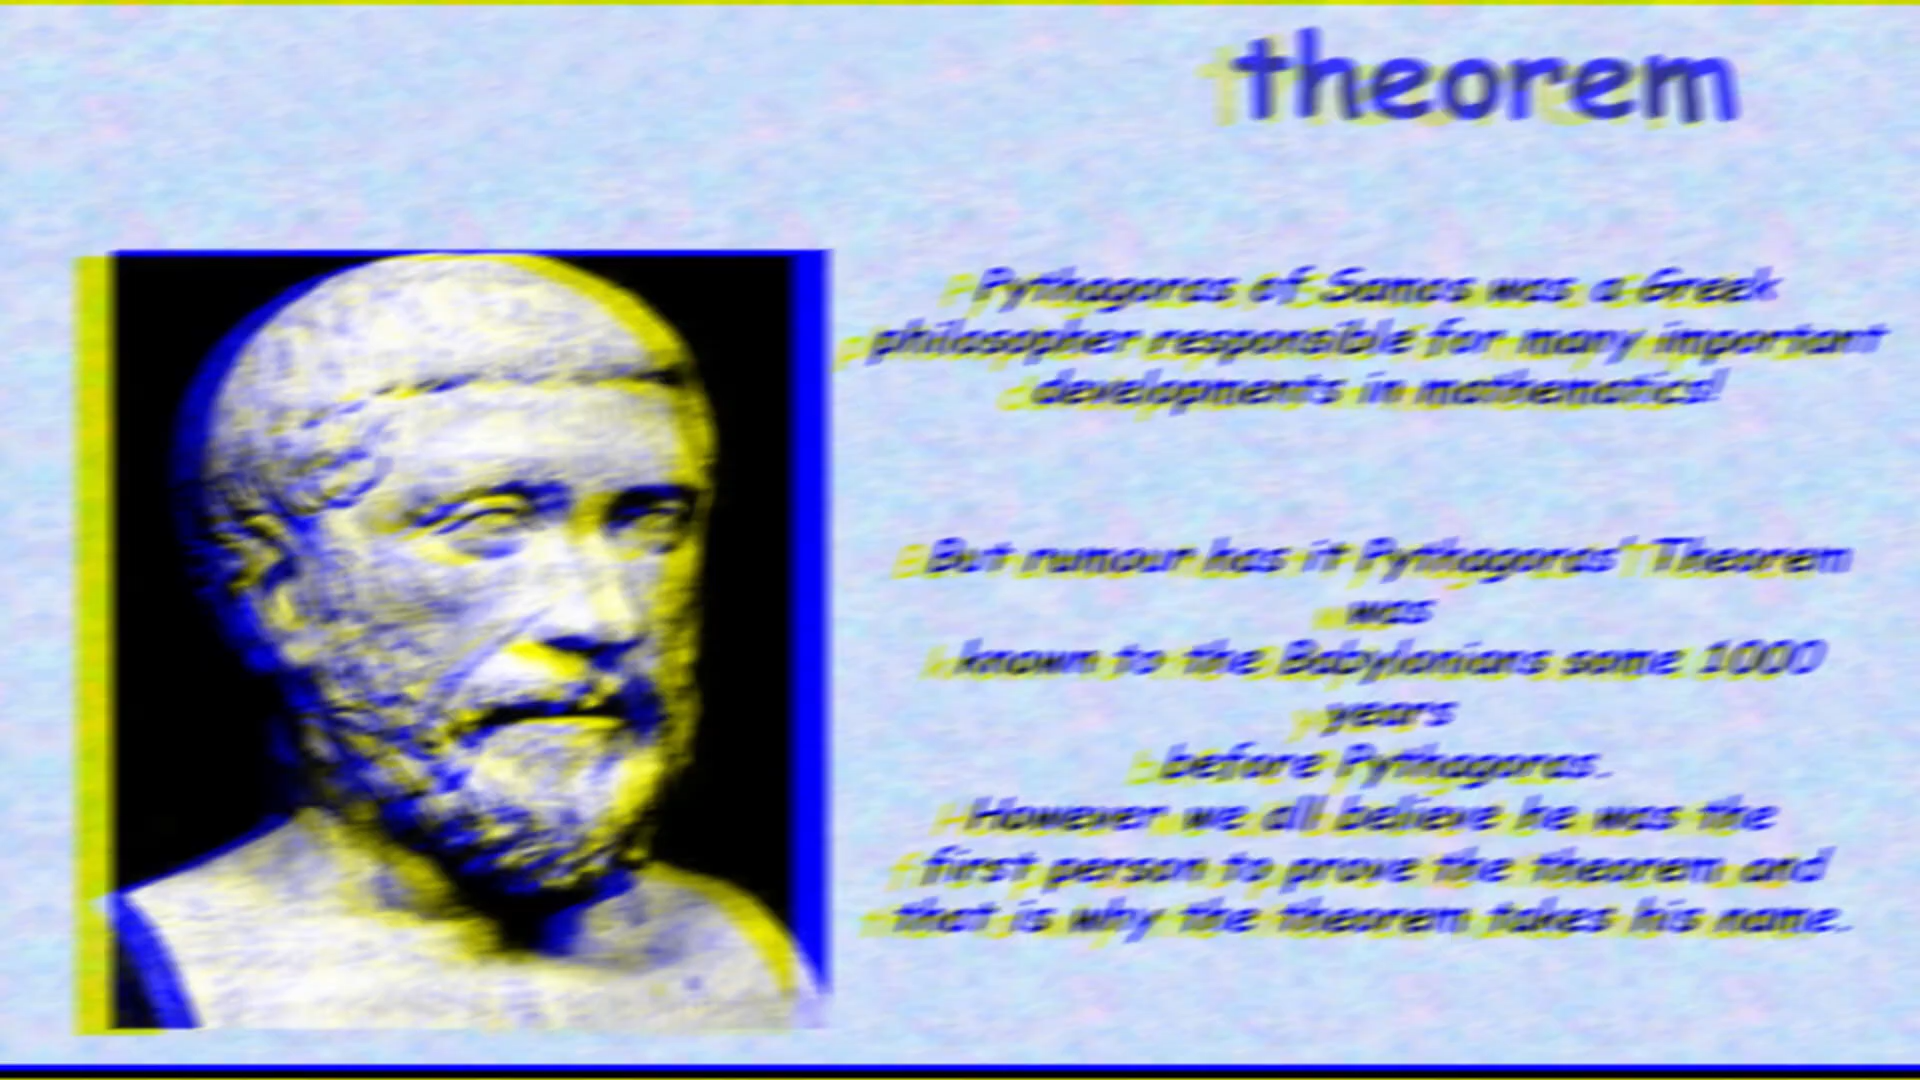 theorem
Pythagoras of Samos was a Greek
philosopher responsible for many important
developments in mathematics!
But rumour has it Pythagoras' Theorem
was
known to the Babylonians some 1000
years
before Pythagoras.
However we all believe he was the
first person to prove the theorem and
that is why the theorem takes his name.